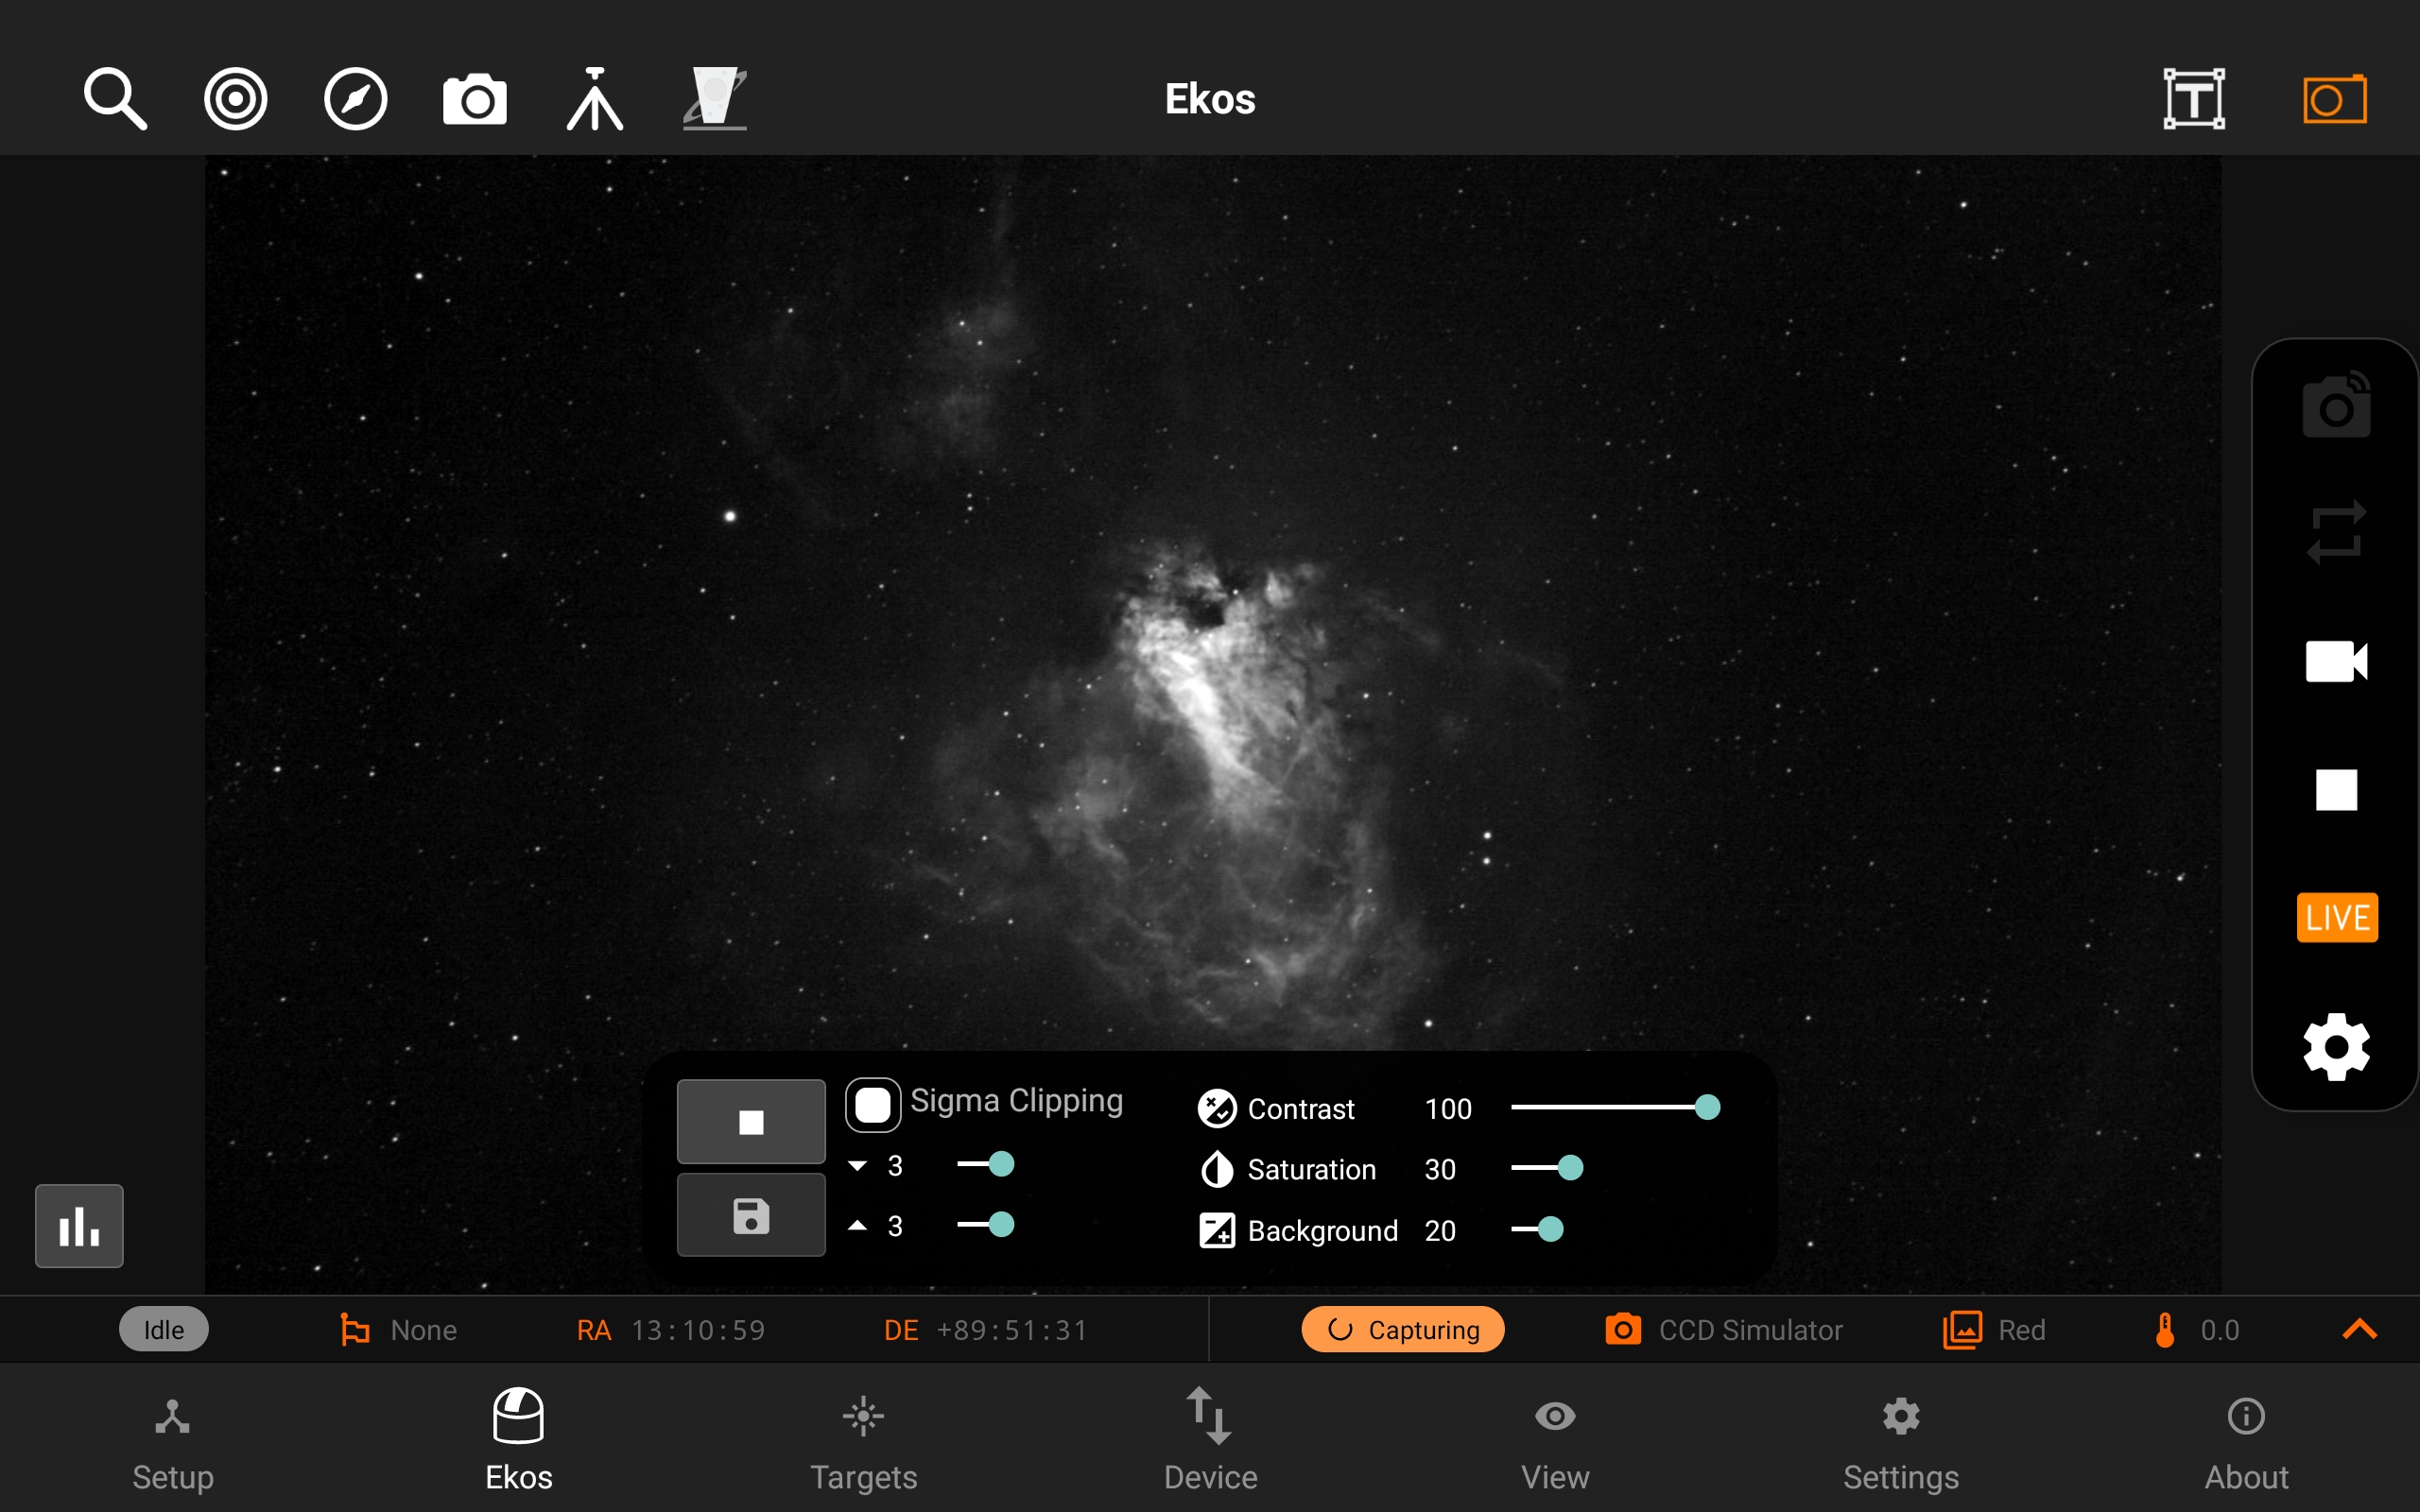 Ekos
T
LIVE
Sigma Clipping
3
3
Contrast 100
Saturation 30
Background 20
Idle None RA 13:10:59 DE +89:51:31 Capturing CCD Simulator Red 0.0
Setup Ekos Targets Device View Settings About